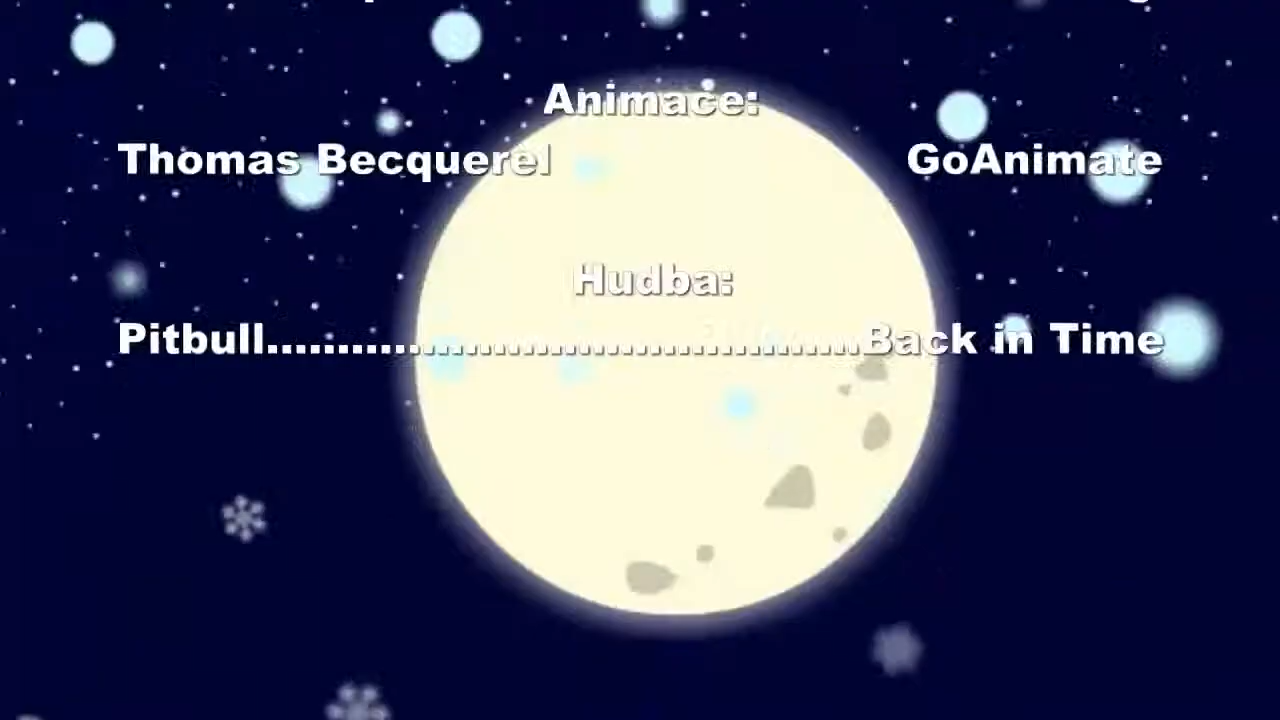 Animace:
Thomas Becquerel GoAnimate
Hudba:
Pitbull..........................................Back in Time